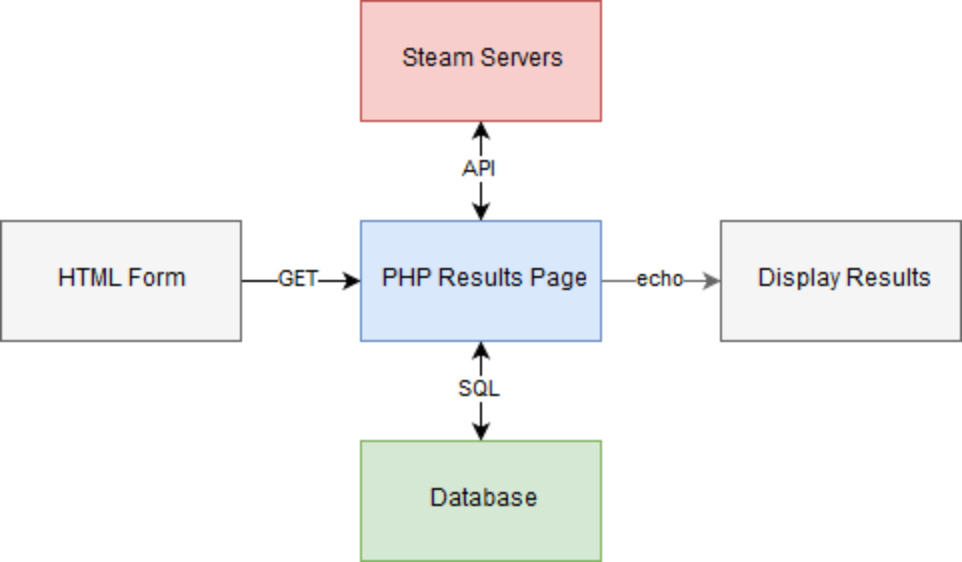 Steam Servers
API
HTML Form
GET
PHP Results Page
echo
Display Results
SQL
Database